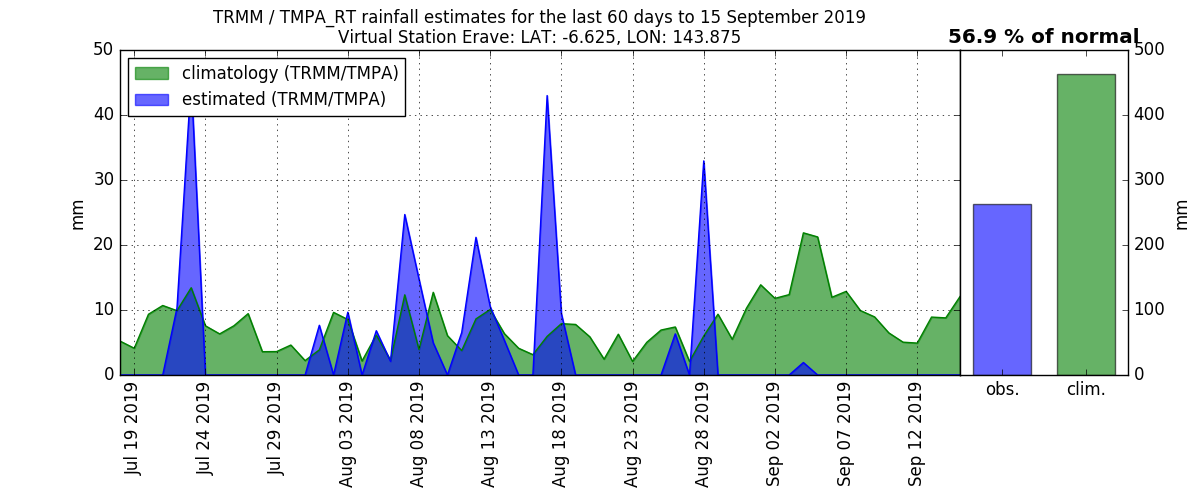 TRMM / TMPA_RT rainfall estimates for the last 60 days to 15 September 2019
Virtual Station Erave: LAT: -6.625, LON: 143.875
56.9 % of normal
climatology (TRMM/TMPA)
estimated (TRMM/TMPA)
50
40
30
20
10
0
mm
Jul 19 2019
Jul 24 2019
Jul 29 2019
Aug 03 2019
Aug 08 2019
Aug 13 2019
Aug 18 2019
Aug 23 2019
Aug 28 2019
Sep 02 2019
Sep 07 2019
Sep 12 2019
500
400
300
200
100
0
mm
obs.
clim.